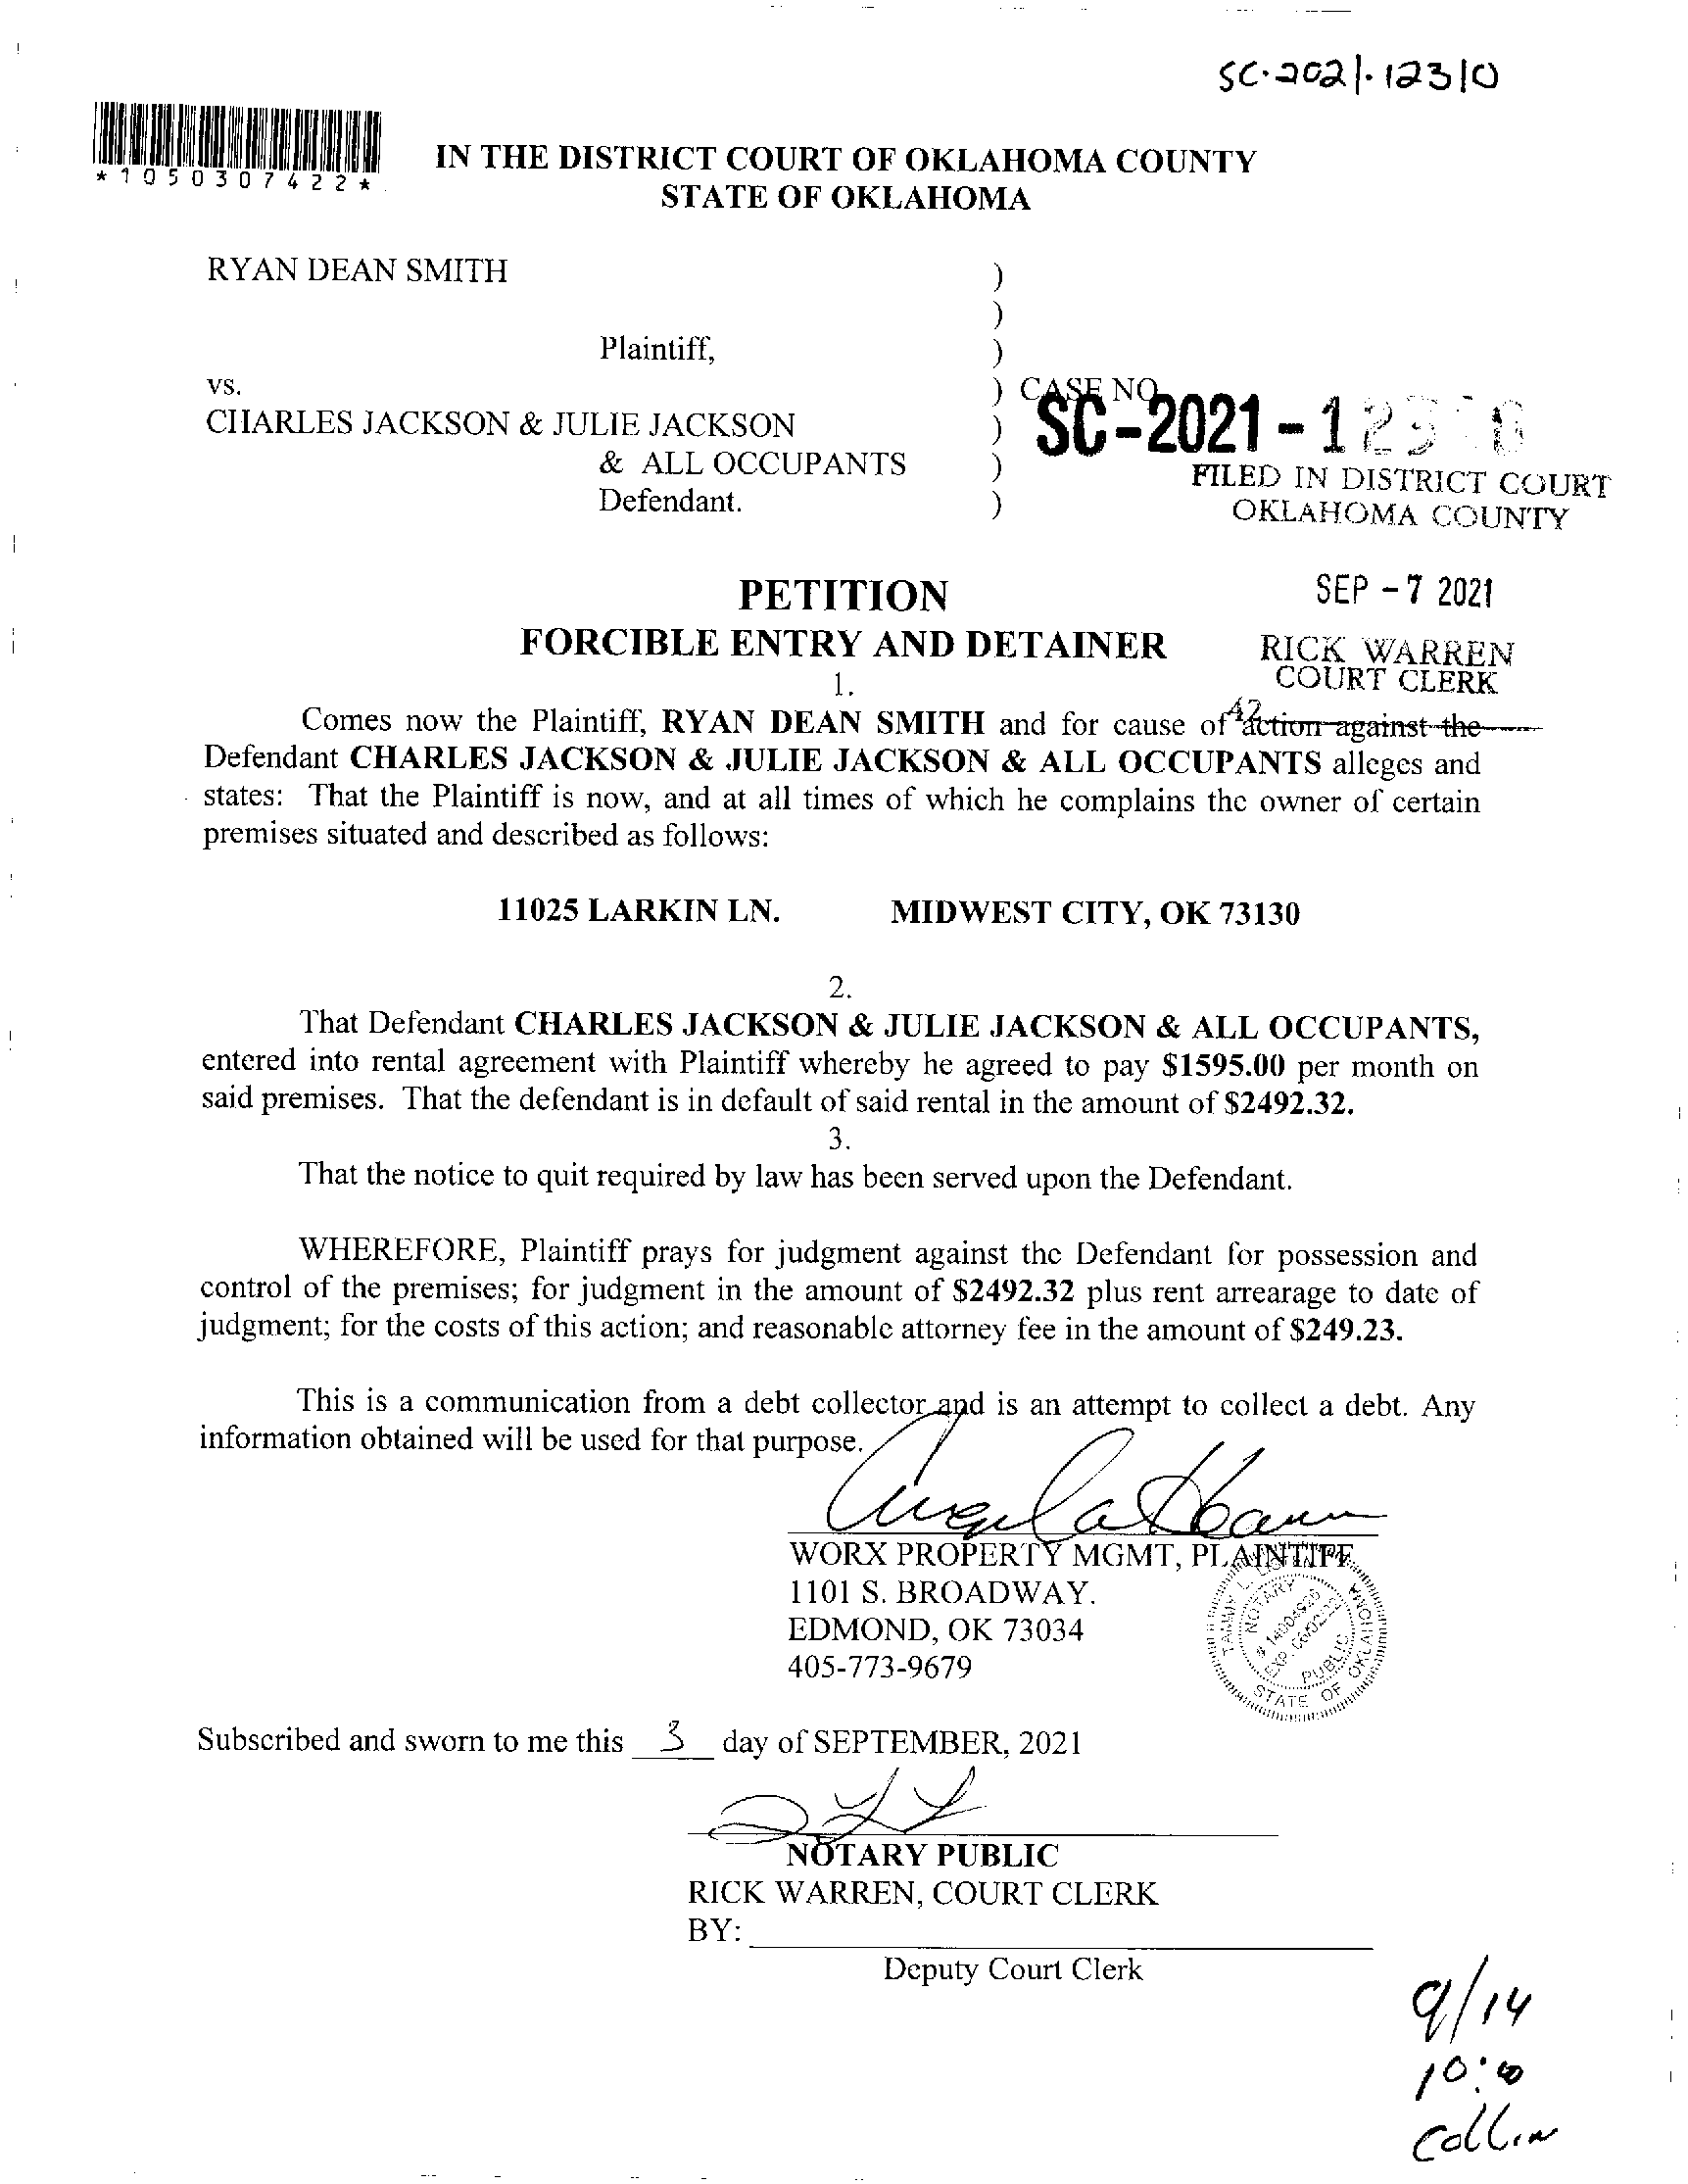 SC-2021-12310
*1050307422*
IN THE DISTRICT COURT OF OKLAHOMA COUNTY
STATE OF OKLAHOMA
RYAN DEAN SMITH )
)
Plaintiff, )
vs. ) CASE NO.
CHARLES JACKSON & JULIE JACKSON ) SC-2021-123 0
& ALL OCCUPANTS )
Defendant. )
FILED IN DISTRICT COURT
OKLAHOMA COUNTY
SEP - 7 2021
RICK WARREN
COURT CLERK
42
PETITION
FORCIBLE ENTRY AND DETAINER
1.
Comes now the Plaintiff, RYAN DEAN SMITH and for cause of action against the
Defendant CHARLES JACKSON & JULIE JACKSON & ALL OCCUPANTS alleges and
states: That the Plaintiff is now, and at all times of which he complains the owner of certain
premises situated and described as follows:
11025 LARKIN LN. MIDWEST CITY, OK 73130
2.
That Defendant CHARLES JACKSON & JULIE JACKSON & ALL OCCUPANTS,
entered into rental agreement with Plaintiff whereby he agreed to pay $1595.00 per month on
said premises. That the defendant is in default of said rental in the amount of $2492.32.
3.
That the notice to quit required by law has been served upon the Defendant.
WHEREFORE, Plaintiff prays for judgment against the Defendant for possession and
control of the premises; for judgment in the amount of $2492.32 plus rent arrearage to date of
judgment; for the costs of this action; and reasonable attorney fee in the amount of $249.23.
This is a communication from a debt collector and is an attempt to collect a debt. Any
information obtained will be used for that purpose.
WORX PROPERTY MGMT, PLAINTIFF
1101 S. BROADWAY.
EDMOND, OK 73034
405-773-9679
TAMMY L.
NOTARY
# 14004920
EXP. 06/02/22
PUBLIC
STATE OF OKLAHOMA
Subscribed and sworn to me this 3 day of SEPTEMBER, 2021
NOTARY PUBLIC
RICK WARREN, COURT CLERK
BY:
Deputy Court Clerk
9/14
10:00
Collin